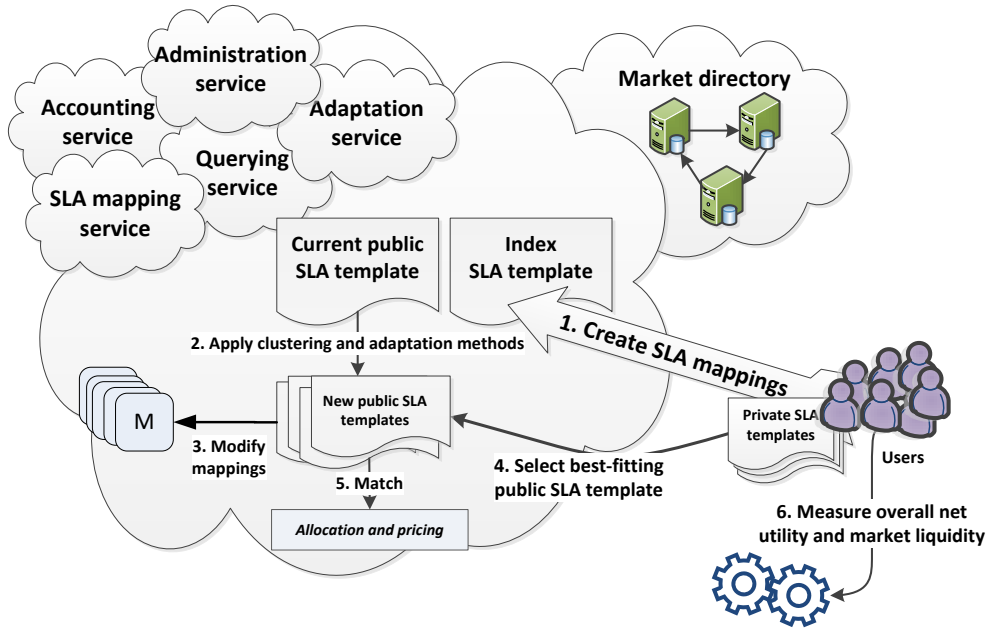 Administration
service
Accounting
service
Adaptation
service
Querying
service
SLA mapping
service
Market directory
Current public
SLA template
Index
SLA template
1. Create SLA mappings
2. Apply clustering and adaptation methods
New public SLA
templates
M
3. Modify
mappings
Private SLA
templates
Users
4. Select best-fitting
public SLA template
5. Match
Allocation and pricing
6. Measure overall net
utility and market liquidity